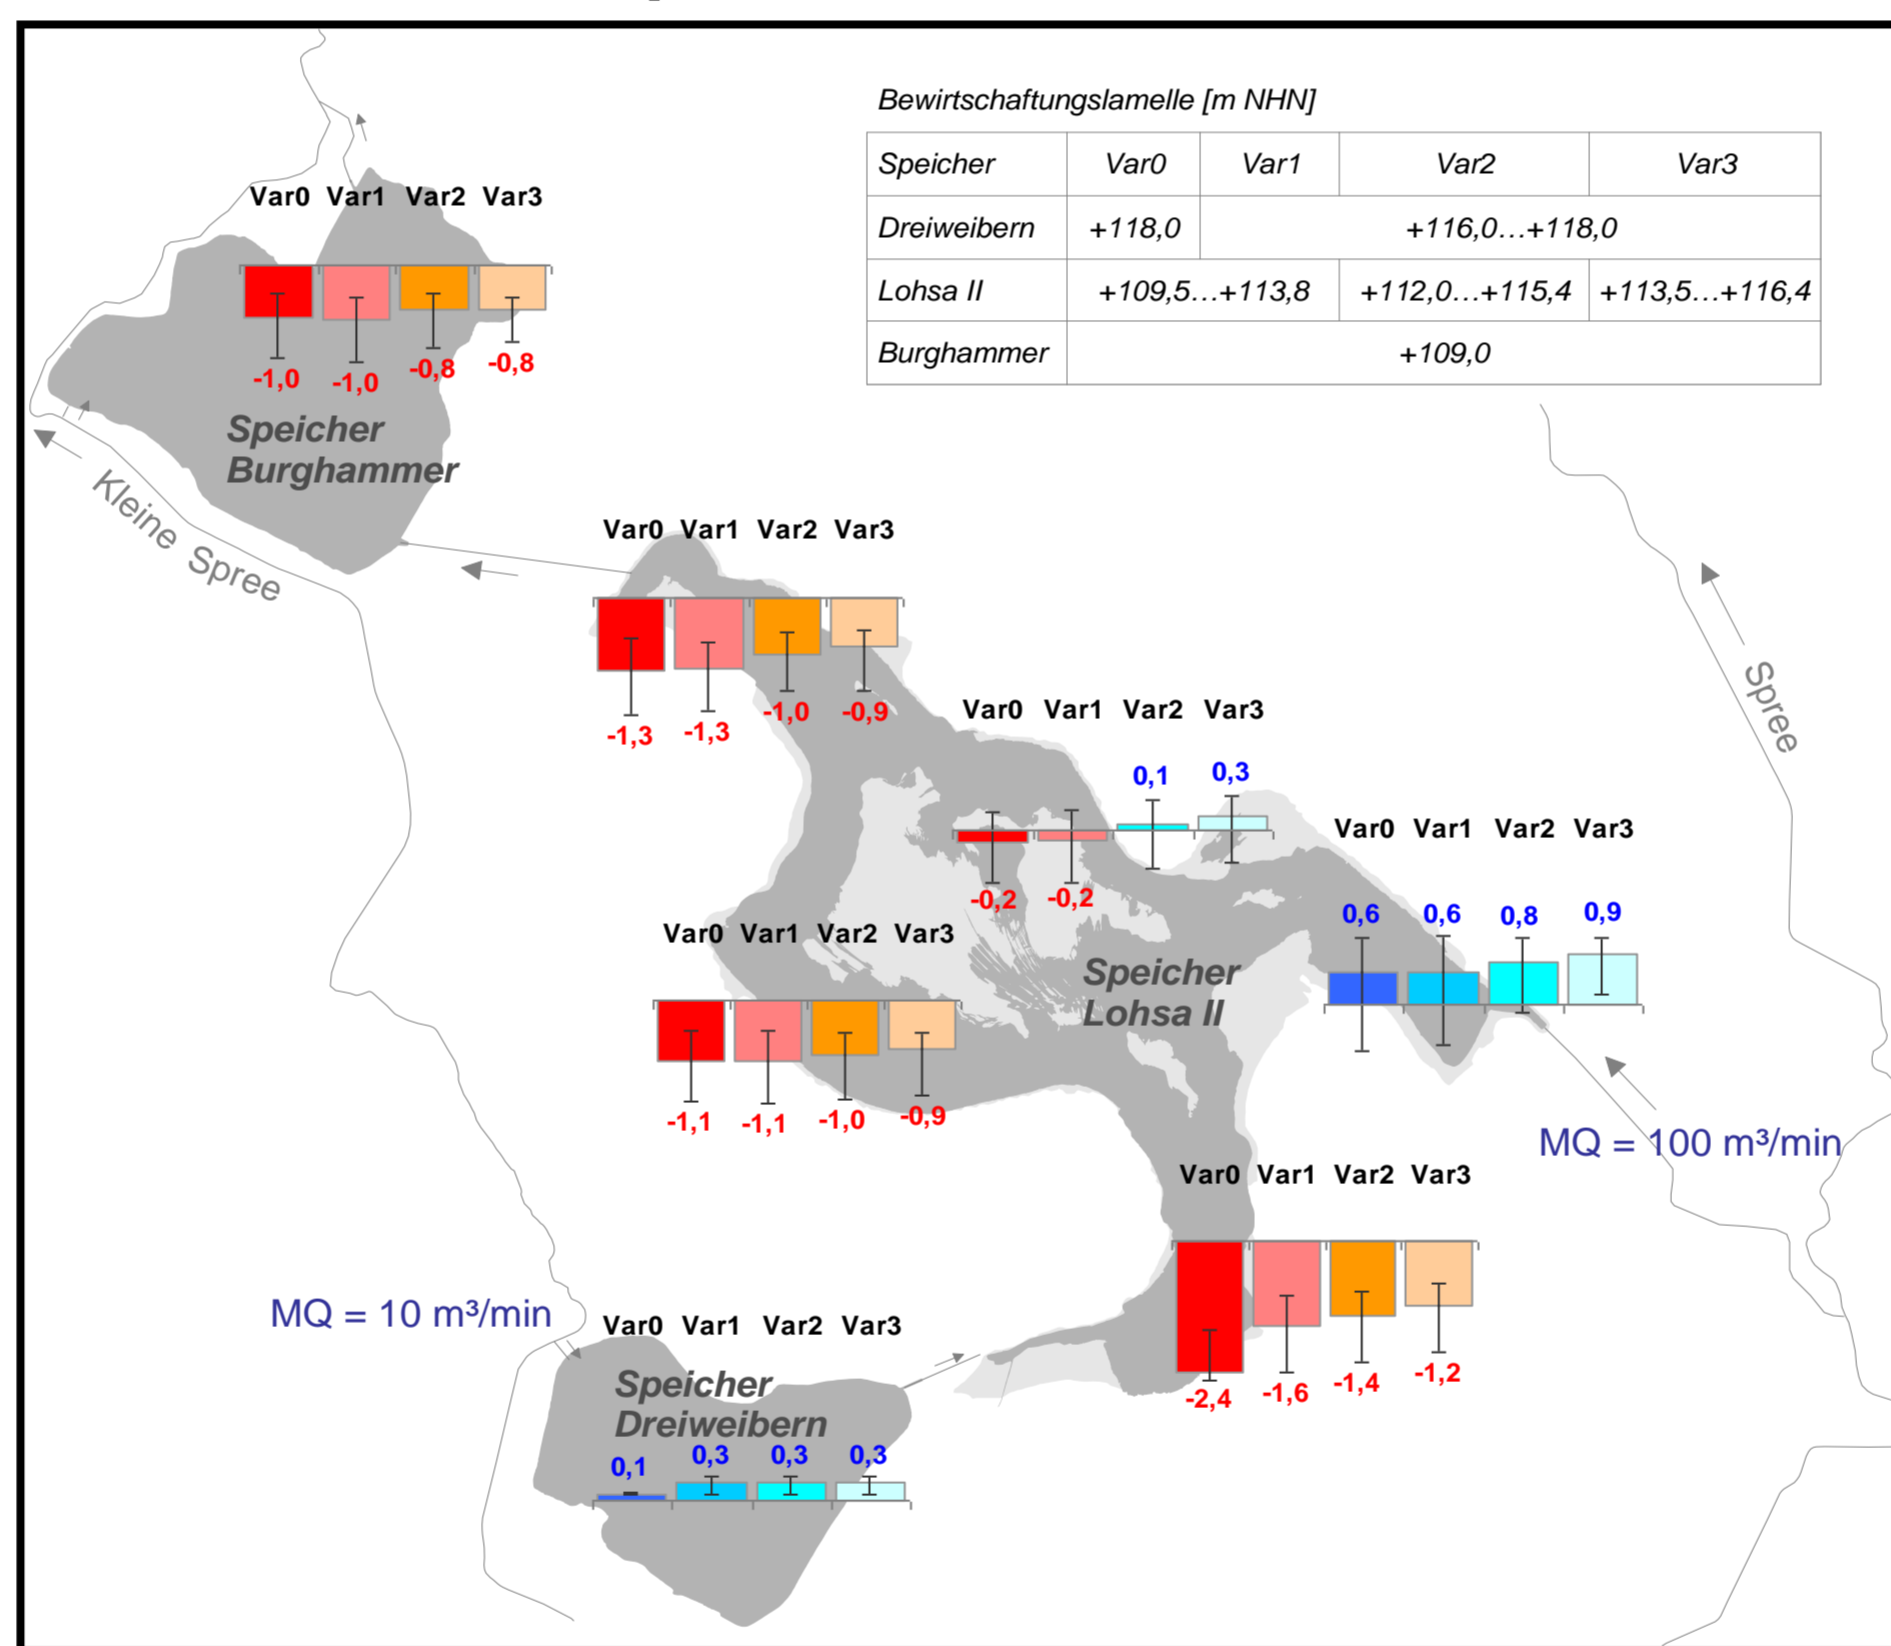 Bewirtschaftungslamelle [m NHN]
Speicher Var0 Var1 Var2 Var3
Dreiweibern +118,0 +116,0…+118,0
Lohsa II +109,5…+113,8 +112,0…+115,4 +113,5…+116,4
Burghammer +109,0
Var0 Var1 Var2 Var3
-1,0 -1,0 -0,8 -0,8
Speicher
Burghammer
Kleine Spree
Var0 Var1 Var2 Var3
-1,3 -1,3 -1,0 -0,9
Spree
Var0 Var1 Var2 Var3
0,1 0,3
-0,2 -0,2
Var0 Var1 Var2 Var3
0,6 0,6 0,8 0,9
Var0 Var1 Var2 Var3
-1,1 -1,1 -1,0 -0,9
Speicher
Lohsa II
MQ = 100 m³/min
Var0 Var1 Var2 Var3
-2,4 -1,6 -1,4 -1,2
MQ = 10 m³/min
Var0 Var1 Var2 Var3
Speicher
Dreiweibern
0,1 0,3 0,3 0,3